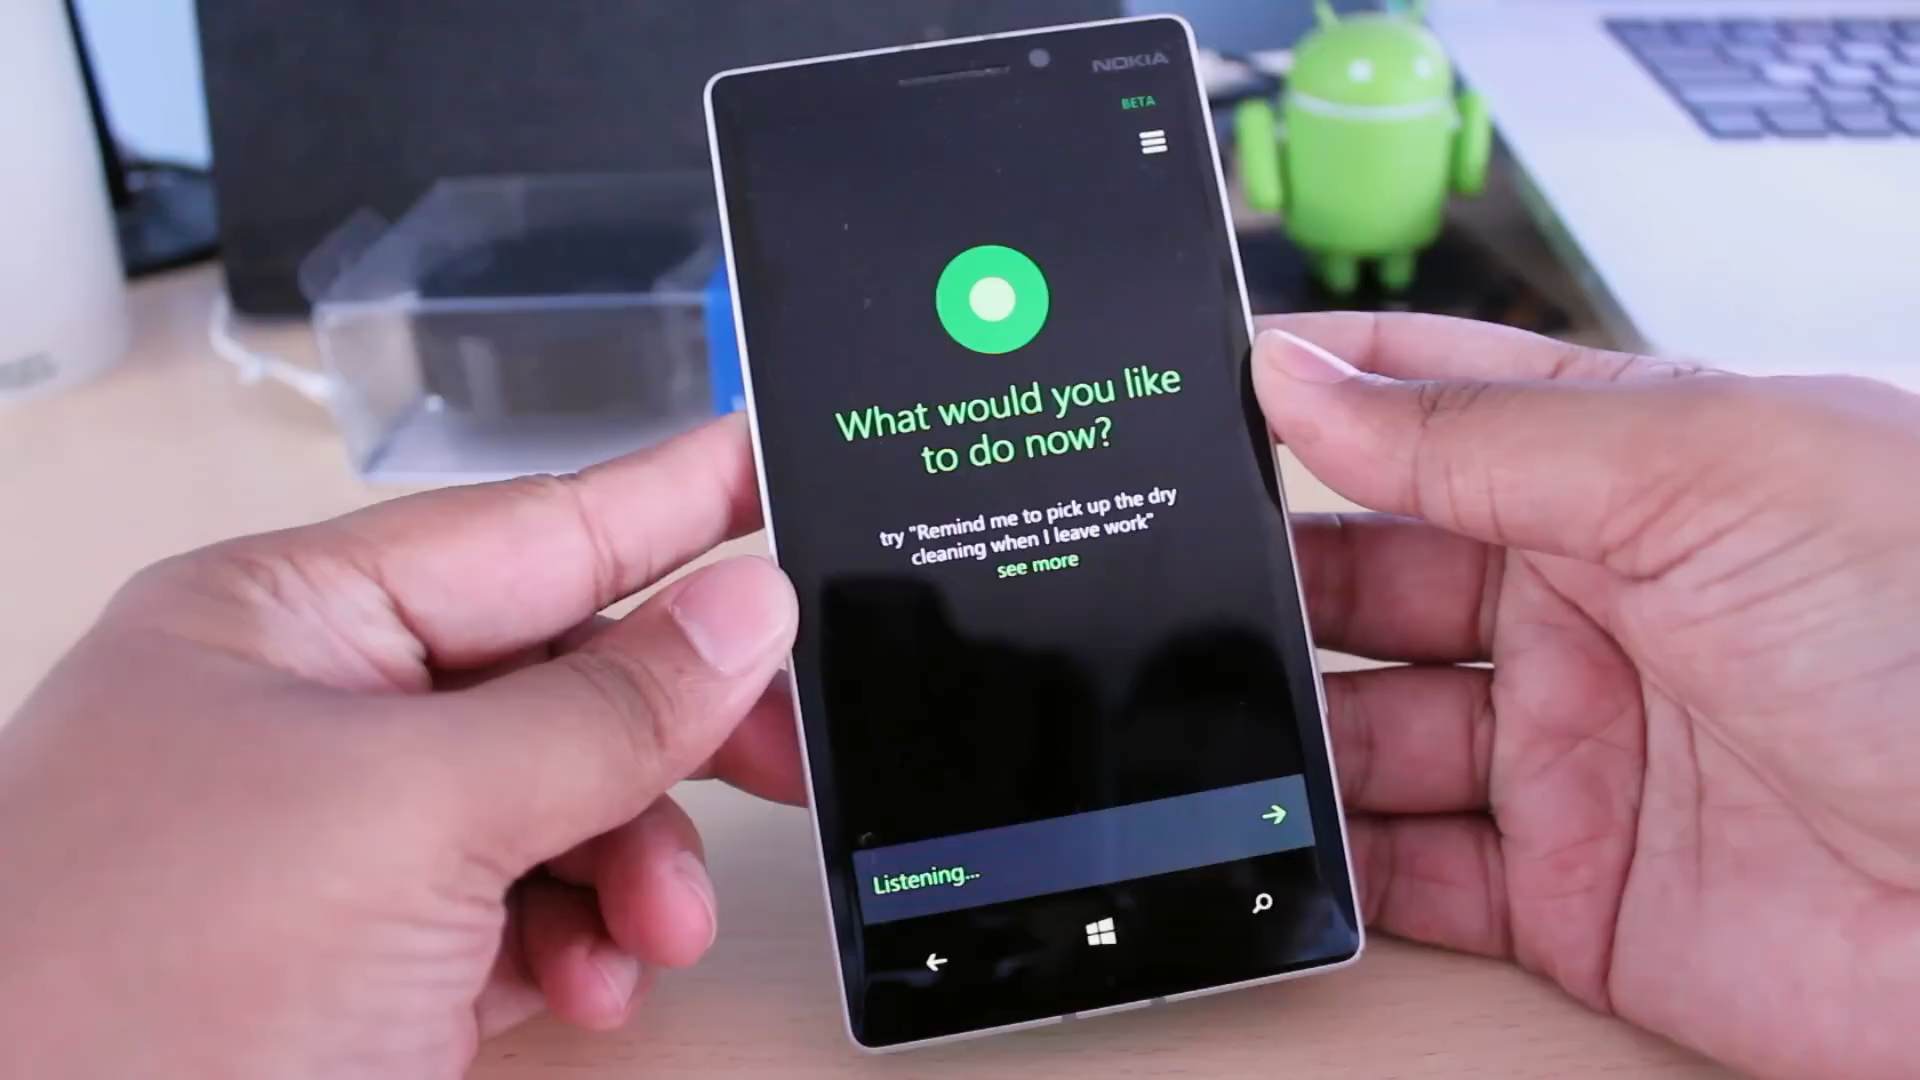 NOKIA
BETA
What would you like
to do now?
try "Remind me to pick up the dry
cleaning when I leave work"
see more
Listening...